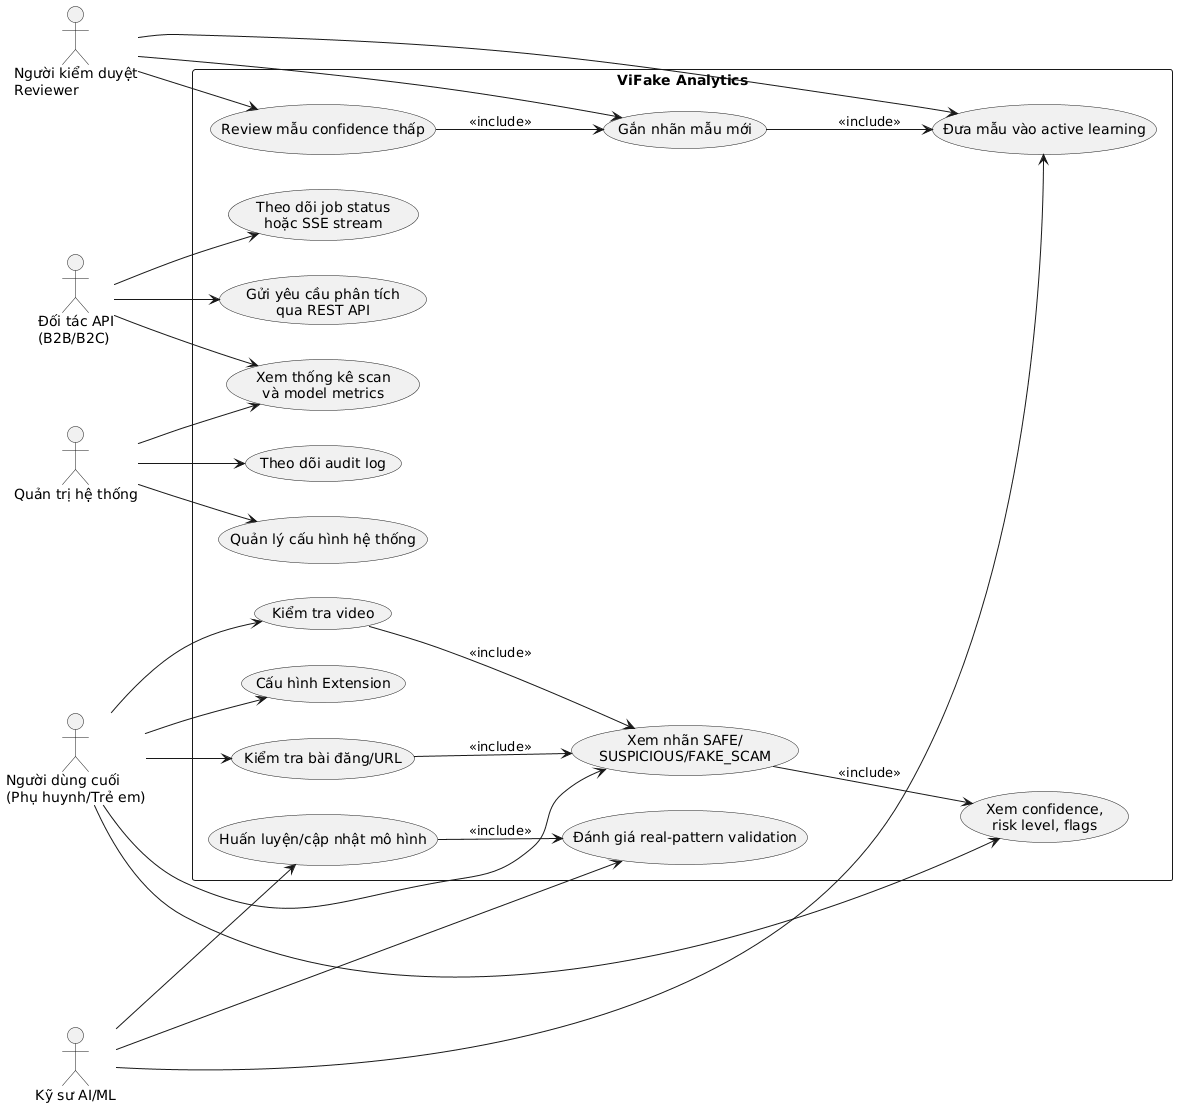 Người kiểm duyệt
Reviewer
ViFake Analytics
Review mẫu confidence thấp
«include»
Gắn nhãn mẫu mới
«include»
Đưa mẫu vào active learning
Theo dõi job status
hoặc SSE stream
Đối tác API
(B2B/B2C)
Gửi yêu cầu phân tích
qua REST API
Xem thống kê scan
và model metrics
Quản trị hệ thống
Theo dõi audit log
Quản lý cấu hình hệ thống
Kiểm tra video
«include»
Cấu hình Extension
Người dùng cuối
(Phụ huynh/Trẻ em)
Kiểm tra bài đăng/URL
«include»
Xem nhãn SAFE/
SUSPICIOUS/FAKE_SCAM
«include»
Xem confidence,
risk level, flags
Huấn luyện/cập nhật mô hình
«include»
Đánh giá real-pattern validation
Kỹ sư AI/ML